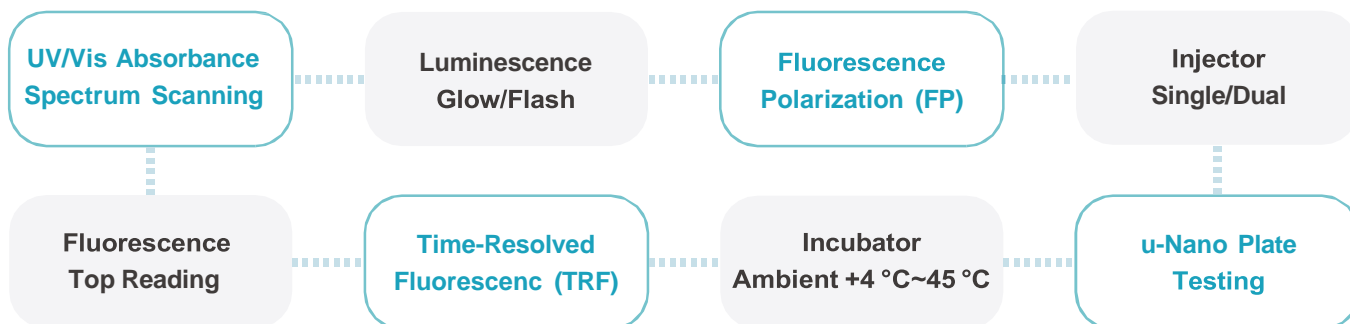 UV/Vis Absorbance
Spectrum Scanning
Luminescence
Glow/Flash
Fluorescence
Polarization (FP)
Injector
Single/Dual
Fluorescence
Top Reading
Time-Resolved
Fluorescenc (TRF)
Incubator
Ambient +4 °C~45 °C
u-Nano Plate
Testing